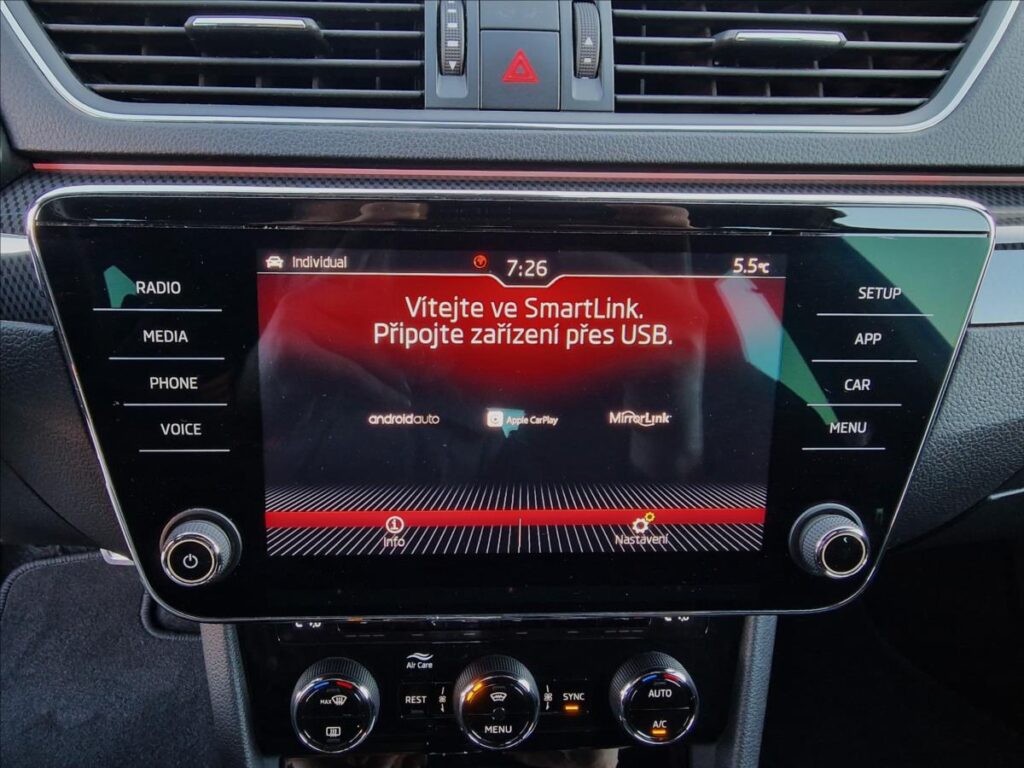 Individual
7:26
5.5°C
RADIO
MEDIA
PHONE
VOICE
Vítejte ve SmartLink.
Připojte zařízení přes USB.
androidauto
Apple CarPlay
MirrorLink
Info
Nastavení
SETUP
APP
CAR
MENU
Air Care
MAX
REST
MENU
SYNC
AUTO
A/C